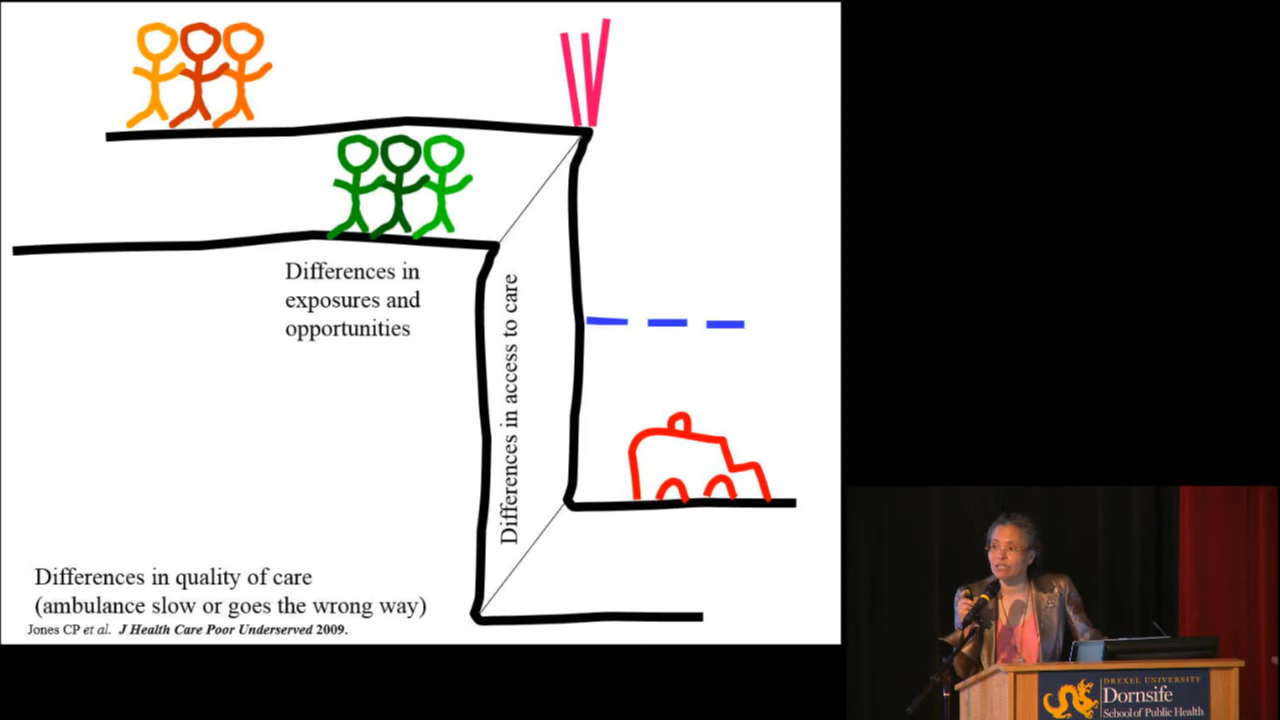 Differences in
exposures and
opportunities
Differences in access to care
Differences in quality of care
(ambulance slow or goes the wrong way)
Jones CP et al. J Health Care Poor Underserved 2009.
DREXEL UNIVERSITY
Dornsife
School of Public Health